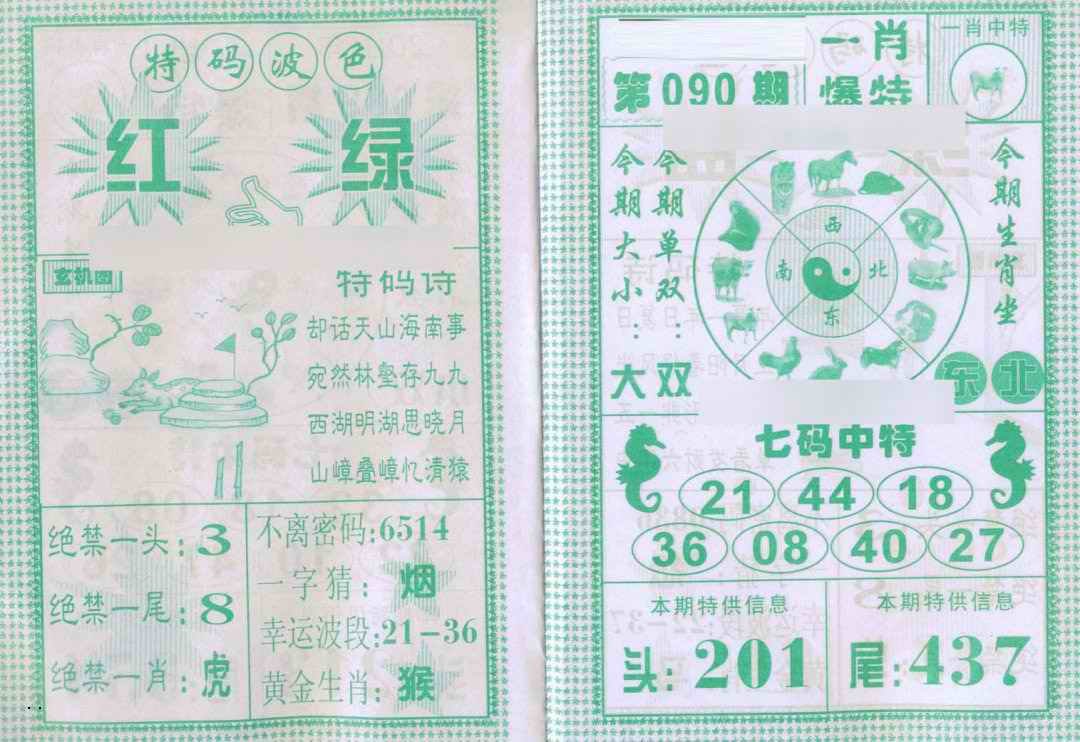 特码波色
红 绿
玄机图
特码诗
却话天山海南事
宛然林壑存九九
西湖明湖思晓月
山嶂叠嶂忆清猿
绝禁一头:3
绝禁一尾:8
绝禁一肖:虎
不离密码:6514
一字猜:烟
幸运波段:21-36
黄金生肖:猴
第090期
一肖
爆特
一肖中特
今期大小:大
今期单双:双
西
南 北
东
今期生肖坐
东北
七码中特
21 44 18
36 08 40 27
本期特供信息
头:201
本期特供信息
尾:437